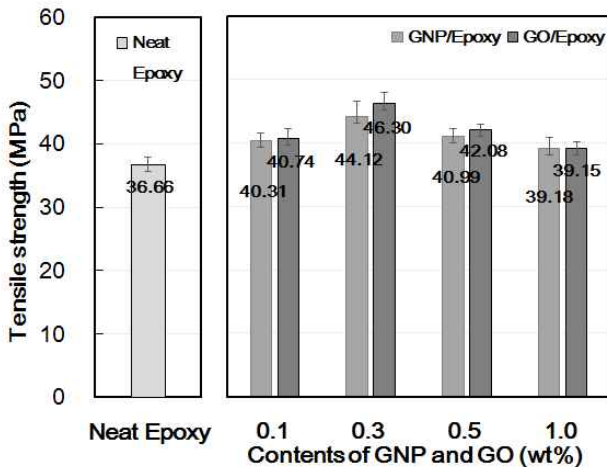 Tensile strength (MPa)
60
50
40
30
20
10
0
Neat
Epoxy
36.66
Neat Epoxy
GNP/Epoxy GO/Epoxy
40.31
40.74
44.12
46.30
40.99
42.08
39.18
39.15
0.1 0.3 0.5 1.0
Contents of GNP and GO (wt%)